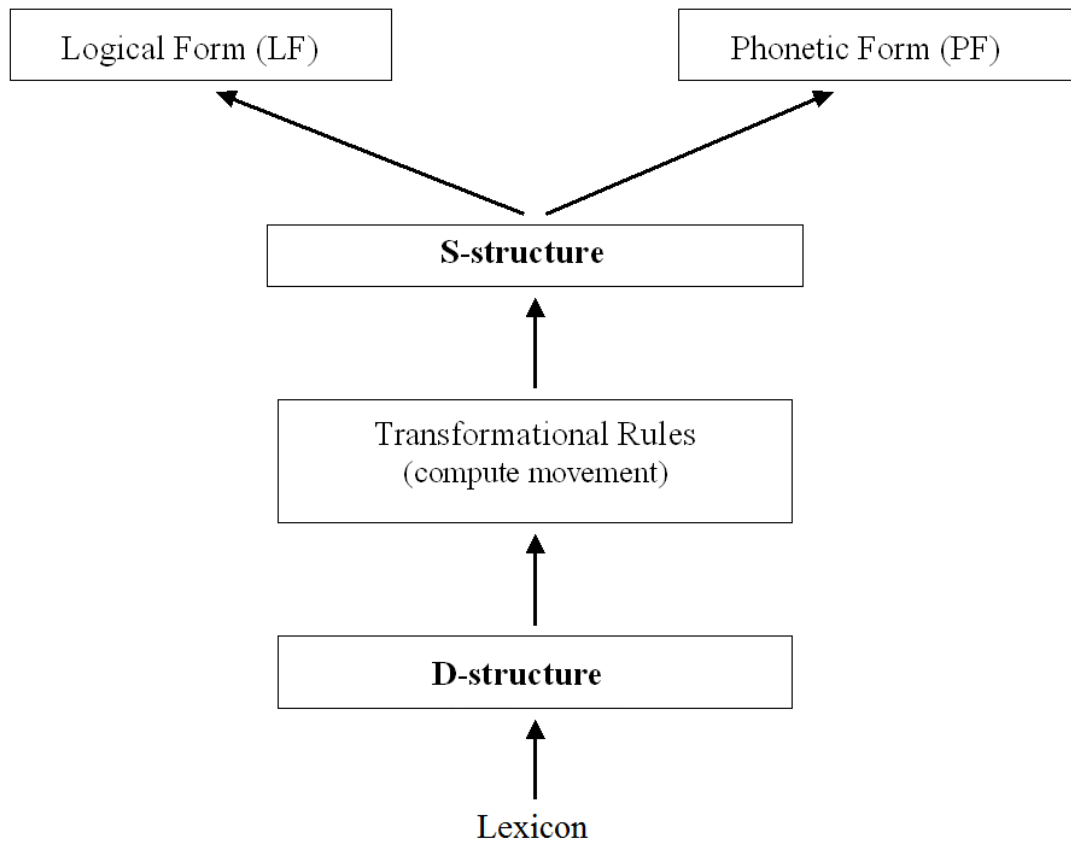 Logical Form (LF)
Phonetic Form (PF)
S-structure
Transformational Rules
(compute movement)
D-structure
Lexicon